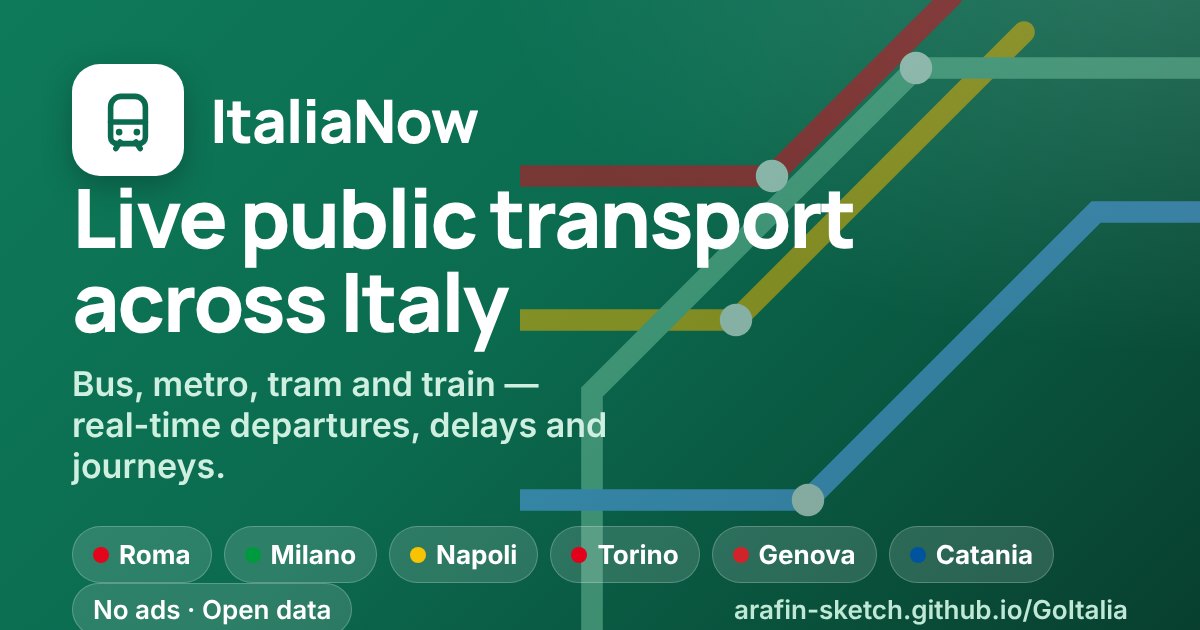 ItaliaNow
Live public transport
across Italy
Bus, metro, tram and train —
real-time departures, delays and
journeys.
Roma
Milano
Napoli
Torino
Genova
Catania
No ads · Open data
arafin-sketch.github.io/GoItalia